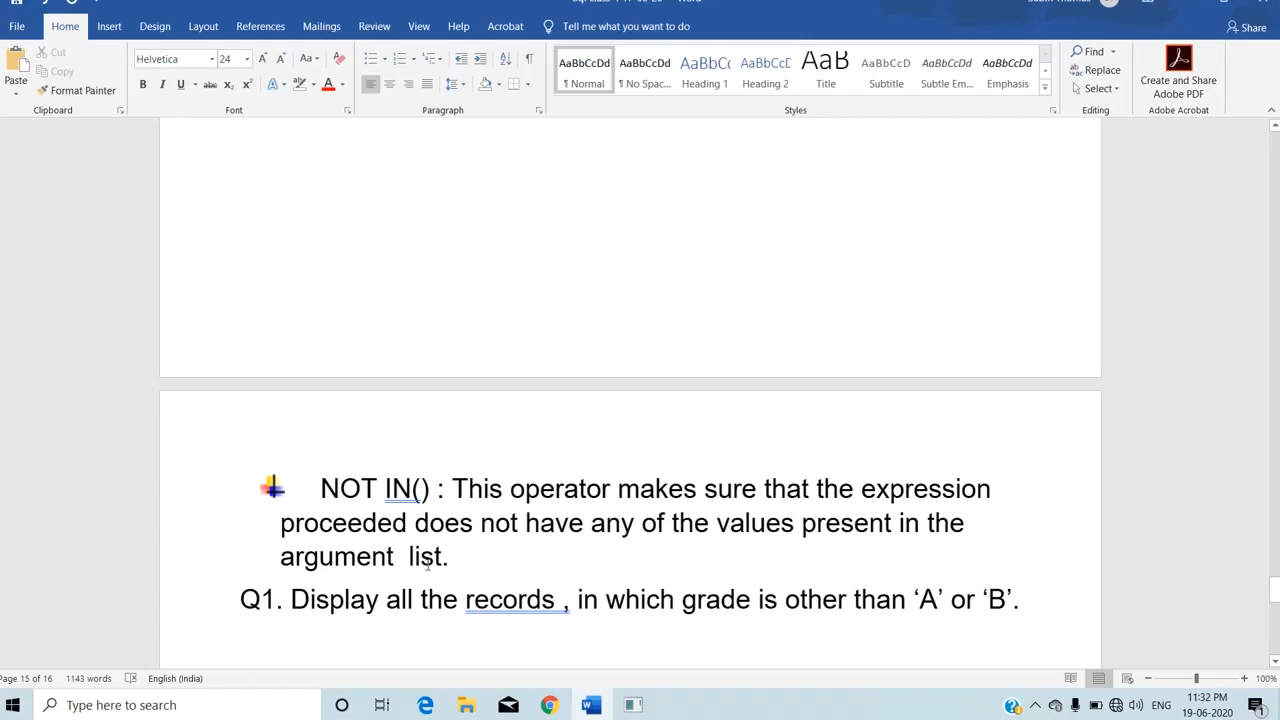 File Home Insert Design Layout References Mailings Review View Help Acrobat Tell me what you want to do Share
Paste Cut Copy Format Painter
Helvetica 24
Aa
B I U abc x₂ x² A A
AaBbCcDd AaBbCcDd AaBbCc AaBbCcD AaB AaBbCcD AaBbCcDd AaBbCcDd
¶ Normal ¶ No Spac... Heading 1 Heading 2 Title Subtitle Subtle Em... Emphasis
Find
Replace
Select
Create and Share
Adobe PDF
Clipboard Font Paragraph Styles Editing Adobe Acrobat
NOT IN() : This operator makes sure that the expression
proceeded does not have any of the values present in the
argument list.
Q1. Display all the records , in which grade is other than ‘A’ or ‘B’.
Page 15 of 16 1143 words English (India) 100%
Type here to search
ENG
11:32 PM
19-06-2020